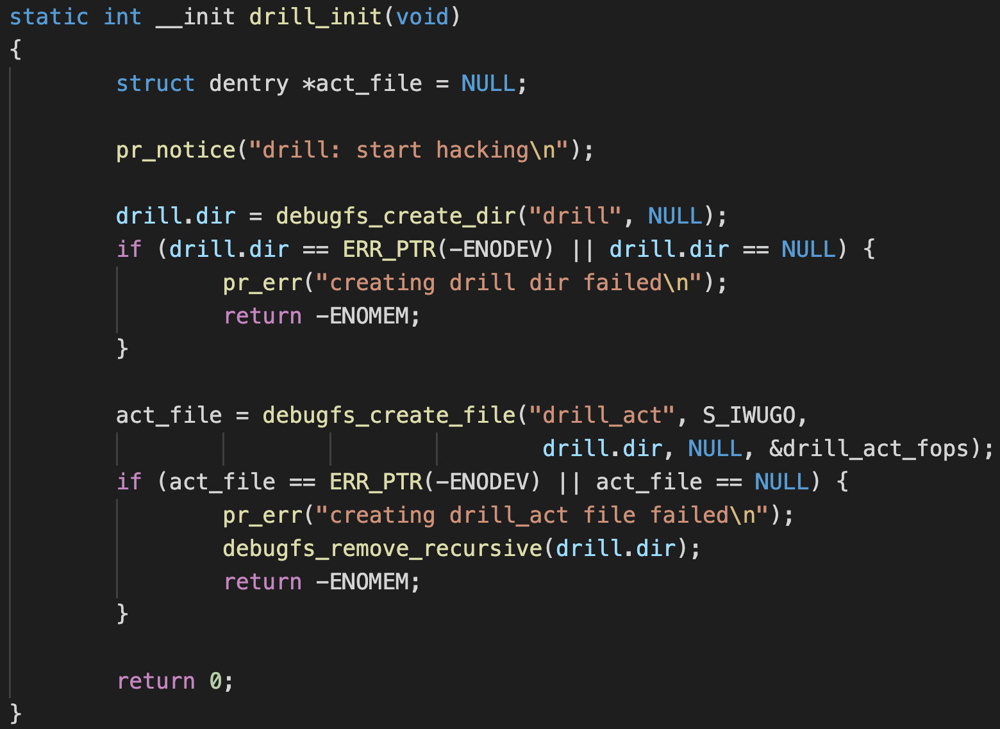 static int __init drill_init(void)
{
        struct dentry *act_file = NULL;

        pr_notice("drill: start hacking\n");

        drill.dir = debugfs_create_dir("drill", NULL);
        if (drill.dir == ERR_PTR(-ENODEV) || drill.dir == NULL) {
                pr_err("creating drill dir failed\n");
                return -ENOMEM;
        }

        act_file = debugfs_create_file("drill_act", S_IWUGO,
                                        drill.dir, NULL, &drill_act_fops);
        if (act_file == ERR_PTR(-ENODEV) || act_file == NULL) {
                pr_err("creating drill_act file failed\n");
                debugfs_remove_recursive(drill.dir);
                return -ENOMEM;
        }

        return 0;
}